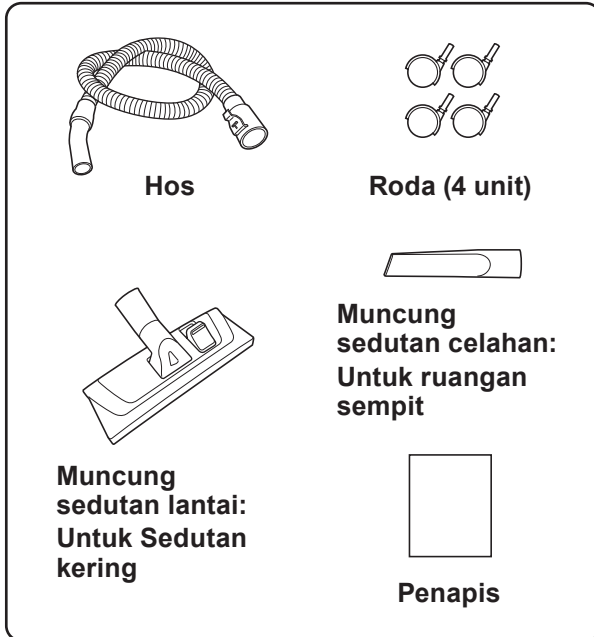 Hos
Roda (4 unit)
Muncung
sedutan celahan:
Untuk ruangan
sempit
Muncung
sedutan lantai:
Untuk Sedutan
kering
Penapis